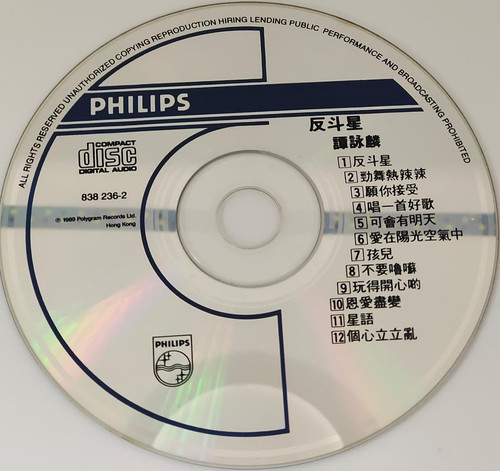 ALL RIGHTS RESERVED UNAUTHORIZED COPYING REPRODUCTION HIRING LENDING PUBLIC PERFORMANCE AND BROADCASTING PROHIBITED
PHILIPS
反斗星
譚詠麟
COMPACT
disc
DIGITAL AUDIO
838 236-2
℗ 1989 Polygram Records Ltd.
Hong Kong
1 反斗星
2 勁舞熱辣辣
3 願你接受
4 唱一首好歌
5 可會有明天
6 愛在陽光空氣中
7 孩兒
8 不要嚕囌
9 玩得開心啲
10 恩愛盡變
11 星語
12 個心立立亂
PHILIPS